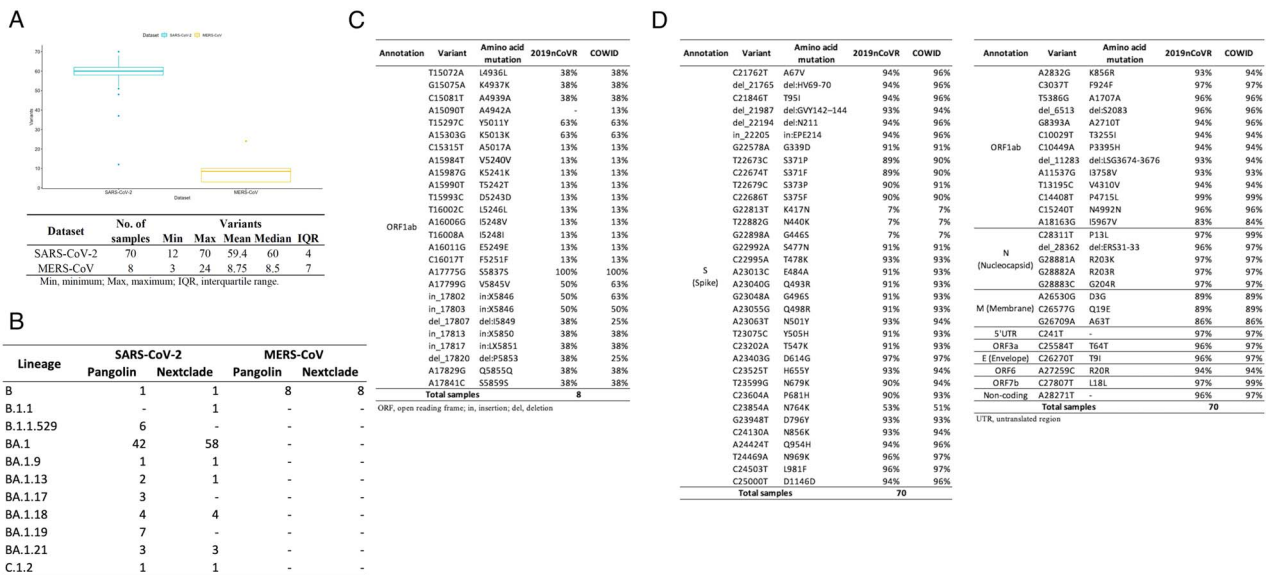 A
Dataset SARS-CoV-2 MERS-CoV
70
60
50
40
30
20
10
0
Variants
SARS-CoV-2 MERS-CoV
Dataset
Dataset No. of samples Variants
Min Max Mean Median IQR
SARS-CoV-2 70 12 70 59.4 60 4
MERS-CoV 8 3 24 8.75 8.5 7
Min, minimum; Max, maximum; IQR, interquartile range.
B
Lineage SARS-CoV-2 MERS-CoV
Pangolin Nextclade Pangolin Nextclade
B 1 1 8 8
B.1.1 - 1 - -
B.1.1.529 6 - - -
BA.1 42 58 - -
BA.1.9 1 1 - -
BA.1.13 2 1 - -
BA.1.17 3 - - -
BA.1.18 4 4 - -
BA.1.19 7 - - -
BA.1.21 3 3 - -
C.1.2 1 1 - -
C
Annotation Variant Amino acid mutation 2019nCoVR COWID
ORF1ab
T15072A L4936L 38% 38%
G15075A K4937K 38% 38%
C15081T A4939A 38% 38%
A15090T A4942A - 13%
T15297C Y5011Y 63% 63%
A15303G K5013K 63% 63%
C15315T A5017A 13% 13%
A15984T V5240V 13% 13%
A15987G K5241K 13% 13%
A15990T T5242T 13% 13%
T15993C D5243D 13% 13%
T16002C L5246L 13% 13%
A16006G I5248V 13% 13%
T16008A I5248I 13% 13%
A16011G E5249E 13% 13%
C16017T F5251F 13% 13%
A17775G S5837S 100% 100%
A17799G V5845V 50% 63%
in_17802 in:X5846 50% 63%
in_17803 in:X5846 50% 50%
del_17807 del:I5849 38% 25%
in_17813 in:X5850 38% 38%
in_17817 in:LX5851 38% 38%
del_17820 del:P5853 38% 25%
A17829G Q5855Q 38% 38%
A17841C S5859S 38% 38%
Total samples 8
ORF, open reading frame; in, insertion; del, deletion
D
Annotation Variant Amino acid mutation 2019nCoVR COWID
S (Spike)
C21762T A67V 94% 96%
del_21765 del:HV69-70 94% 96%
C21846T T95I 94% 96%
del_21987 del:GVY142–144 93% 94%
del_22194 del:N211 94% 96%
in_22205 in:EPE214 94% 96%
G22578A G339D 91% 91%
T22673C S371P 89% 90%
C22674T S371F 89% 90%
T22679C S373P 90% 91%
C22686T S375F 90% 90%
G22813T K417N 7% 7%
T22882G N440K 7% 7%
G22898A G446S 7% 7%
G22992A S477N 91% 91%
C22995A T478K 91% 93%
A23013C E484A 91% 93%
A23040G Q493R 91% 93%
G23048A G496S 91% 93%
A23055G Q498R 91% 93%
A23063T N501Y 93% 94%
T23075C Y505H 91% 93%
C23202A T547K 91% 93%
A23403G D614G 97% 97%
C23525T H655Y 93% 94%
T23599G N679K 90% 94%
C23604A P681H 90% 93%
C23854A N764K 53% 51%
G23948T D796Y 93% 93%
C24130A N856K 93% 94%
A24424T Q954H 94% 96%
T24469A N969K 96% 97%
C24503T L981F 96% 97%
C25000T D1146D 94% 96%
Total samples 70
Annotation Variant Amino acid mutation 2019nCoVR COWID
ORF1ab
A2832G K856R 93% 94%
C3037T F924F 97% 97%
T5386G A1707A 96% 96%
del_6513 del:S2083 96% 96%
G8393A A2710T 94% 96%
C10029T T3255I 94% 96%
C10449A P3395H 94% 94%
del_11283 del:LSG3674-3676 93% 94%
A11537G I3758V 93% 93%
T13195C V4310V 94% 94%
C14408T P4715L 99% 99%
C15240T N4992N 96% 96%
A18163G I5967V 83% 84%
N (Nucleocapsid)
C28311T P13L 97% 99%
del_28362 del:ERS31-33 96% 97%
G28881A R203K 97% 97%
G28882A R203R 97% 97%
G28883C G204R 97% 97%
M (Membrane)
A26530G D3G 89% 89%
C26577G Q19E 89% 89%
G26709A A63T 86% 86%
5'UTR C241T - 97% 97%
ORF3a C25584T T64T 96% 97%
E (Envelope) C26270T T9I 96% 97%
ORF6 A27259C R20R 94% 94%
ORF7b C27807T L18L 97% 99%
Non-coding A28271T - 96% 97%
Total samples 70
UTR, untranslated region